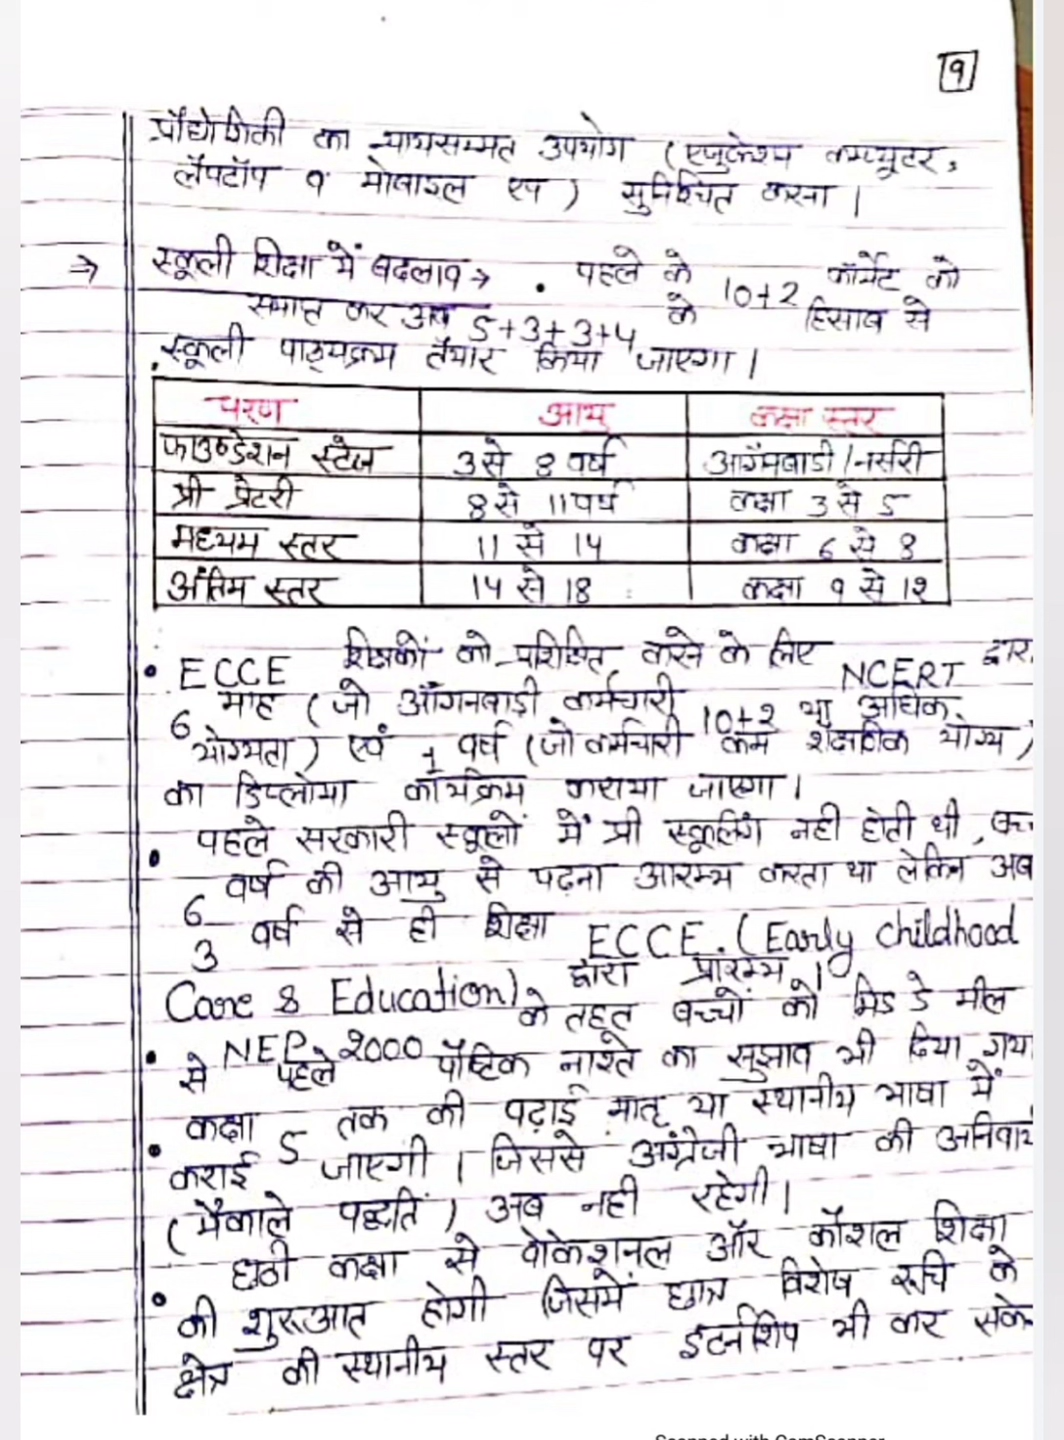 9
प्रौद्योगिकी का न्यायसम्मत उपयोग (एजुकेश्प कम्प्यूटर,
लैपटॉप व मोबाइल एप) सुनिश्चित करना।
⇒ स्कूली शिक्षा में बदलाव → • पहले के 10+2 फॉर्मेट को
समाप्त कर अब 5+3+3+4 के हिसाब से
स्कूली पाठ्यक्रम तैयार किया जाएगा।
चरण आयु कक्षा स्तर
फाउण्डेशन स्टेज 3 से 8 वर्ष आगँनबाडी/नर्सरी
प्री प्रेटरी 8 से 11 वर्ष कक्षा 3 से 5
मध्यम स्तर 11 से 14 कक्षा 6 से 8
अंतिम स्तर 14 से 18 कक्षा 9 से 12
• ECCE शिक्षकों को प्रशिक्षित करने के लिए NCERT
6 माह (जो आँगनबाडी कर्मचारी 10+2 या अधिक
योग्यता) एवं 1 वर्ष (जो कर्मचारी कम शैक्षणिक योग्य)
का डिप्लोमा कार्यक्रम कराया जाएगा।
• पहले सरकारी स्कूलों में प्री स्कूलिंग नही होती थी,
6 वर्ष की आयु से पढ़ना आरम्भ करता था लेकिन अब
3 वर्ष से ही शिक्षा ECCE. (Early childhood
Care & Education) द्वारा प्रारम्भ।
• NEP 2000 के तहत बच्चों को मिड डे मील
से पहले पौष्टिक नाश्ते का सुझाव भी दिया गया
• कक्षा 5 तक की पढ़ाई मातृ या स्थानीय भाषा में
कराई जाएगी। जिससे अंग्रेजी भाषा की अनिवार्य
(मैकाले पद्धति) अब नही रहेगी।
• छठी कक्षा से वोकेशनल और कौशल शिक्षा
की शुरुआत होगी जिसमें छात्र विशेष रूचि के
क्षेत्र की स्थानीय स्तर पर इंटर्नशिप भी कर सके